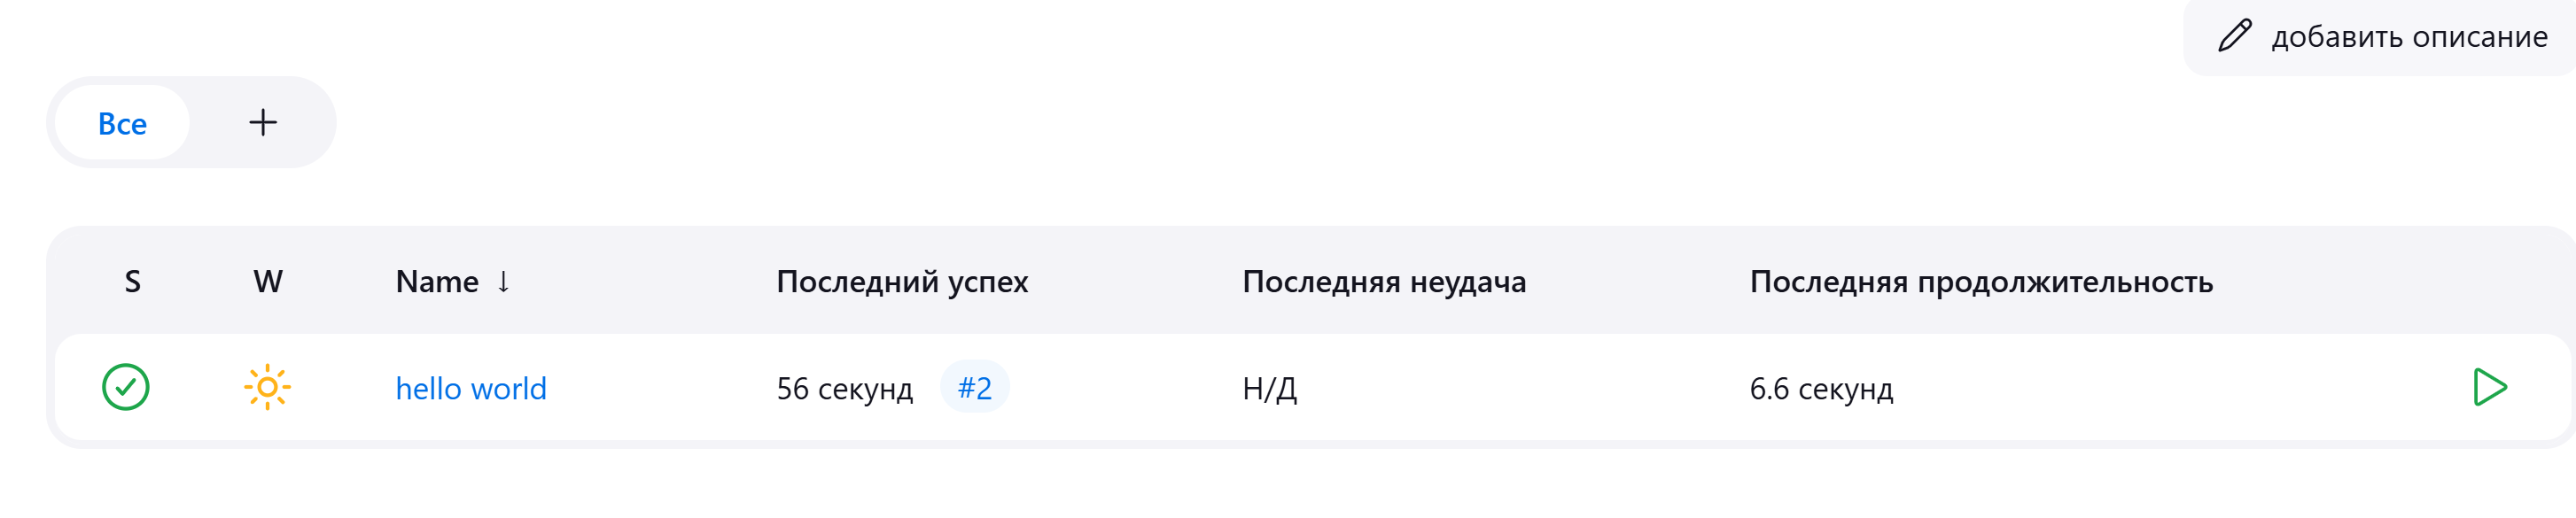 добавить описание
Все +
S W Name ↓ Последний успех Последняя неудача Последняя продолжительность
hello world 56 секунд #2 Н/Д 6.6 секунд